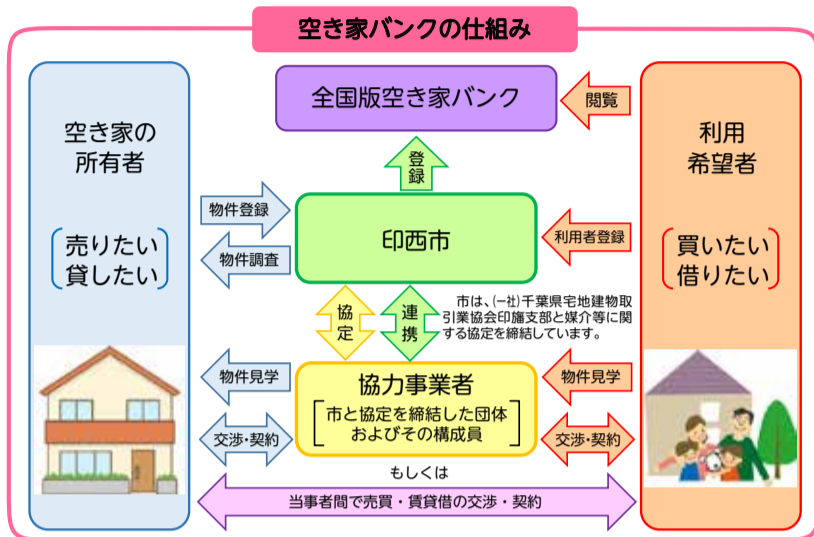 空き家バンクの仕組み
空き家の
所有者
売りたい
貸したい
全国版空き家バンク
閲覧
利用
希望者
買いたい
借りたい
登録
物件登録
物件調査
印西市
利用者登録
協定
連携
市は、(一社)千葉県宅地建物取
引業協会印旛支部と媒介等に関
する協定を締結しています。
物件見学
交渉・契約
協力事業者
市と協定を締結した団体
およびその構成員
物件見学
交渉・契約
もしくは
当事者間で売買・賃貸借の交渉・契約